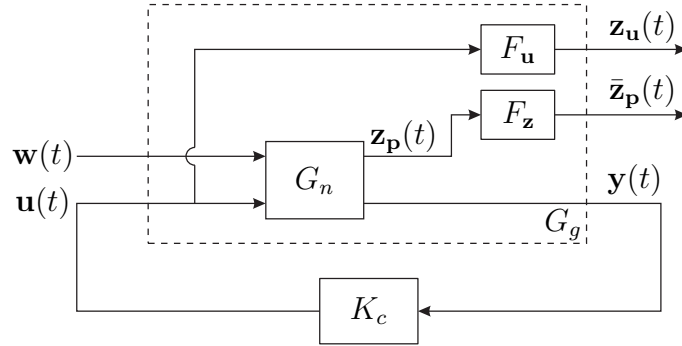 F_u
z_u(t)
z_p(t)
F_z
z̄_p(t)
w(t)
G_n
u(t)
y(t)
G_g
K_c